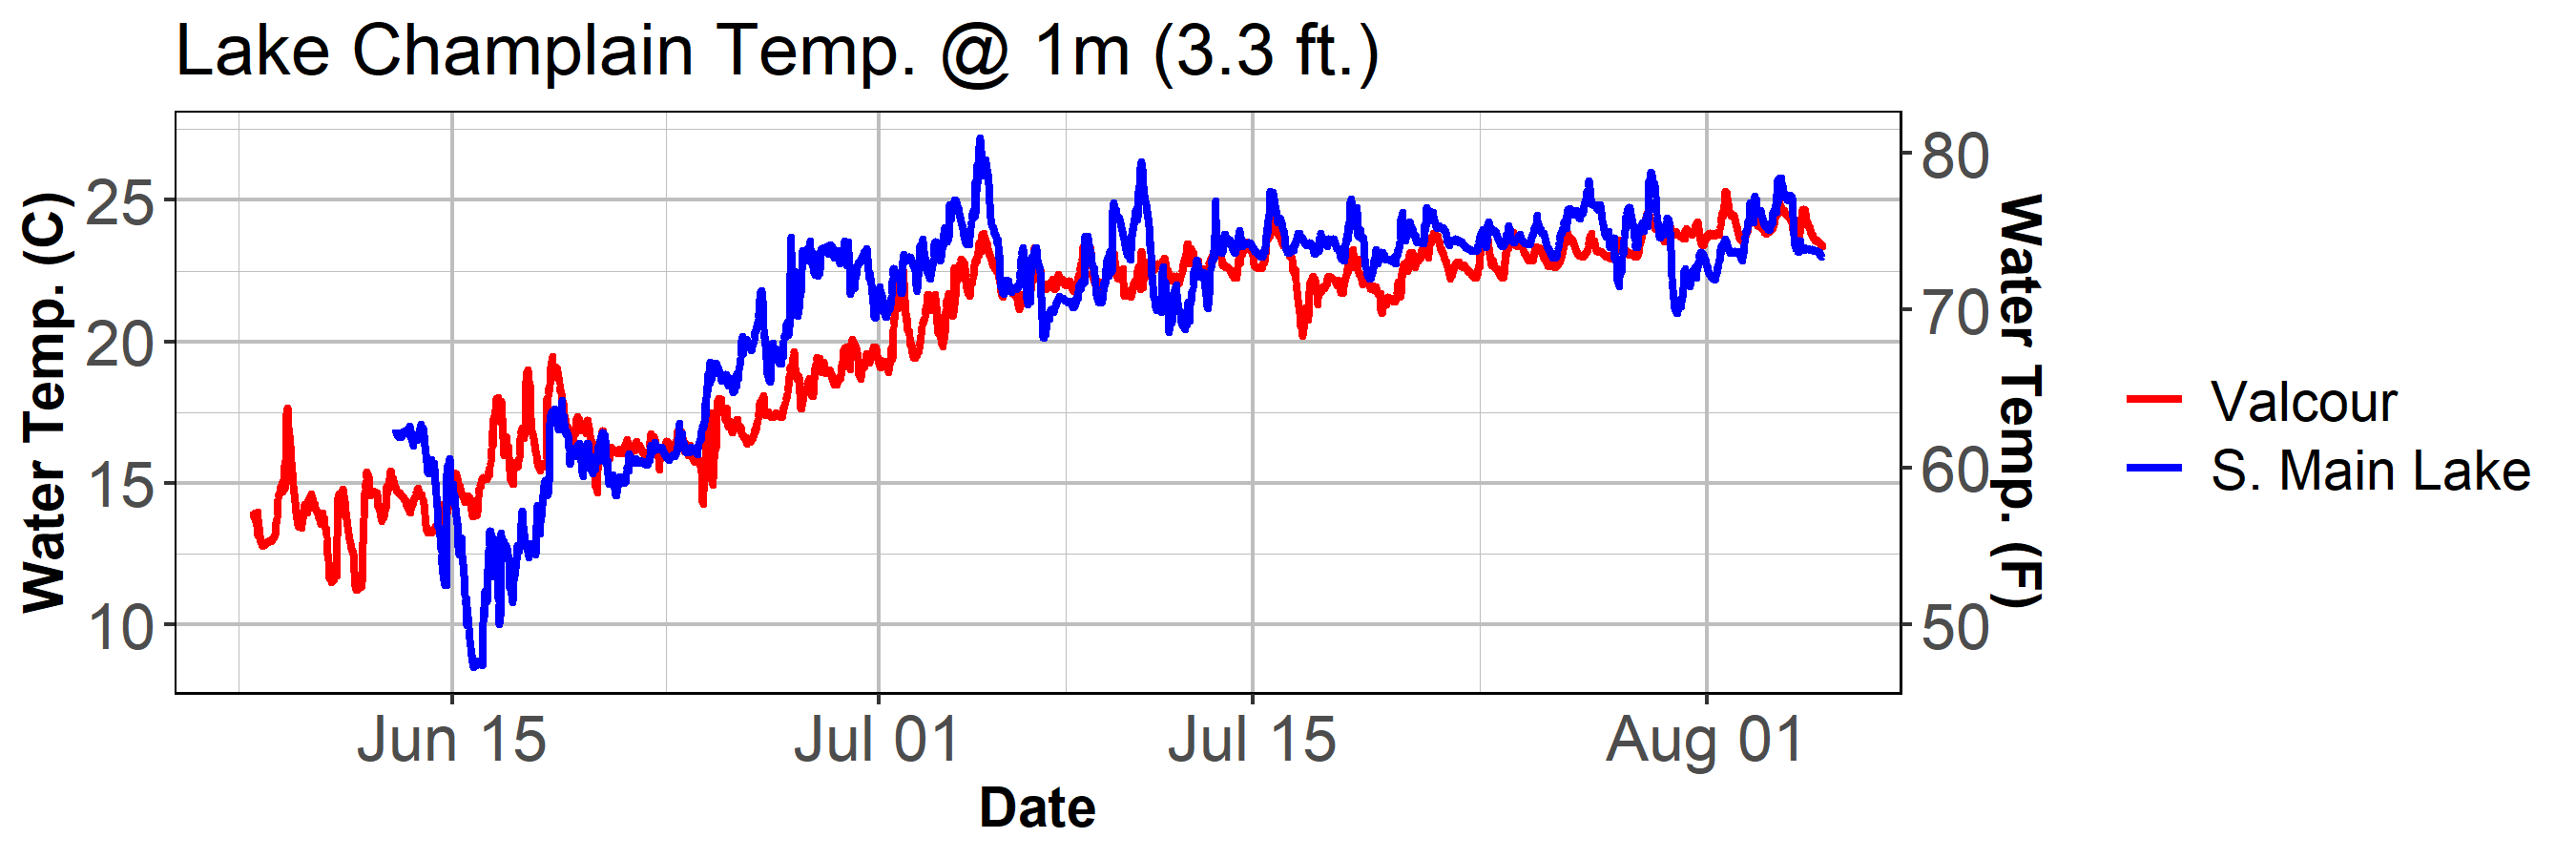 Lake Champlain Temp. @ 1m (3.3 ft.)
Water Temp. (C)
25
20
15
10
80
70
60
50
Water Temp. (F)
Jun 15
Jul 01
Jul 15
Aug 01
Date
Valcour
S. Main Lake